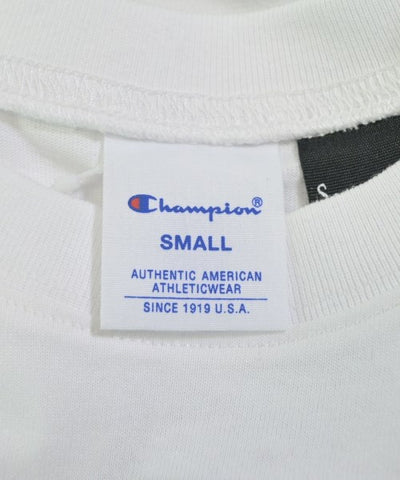 Champion®
SMALL
AUTHENTIC AMERICAN
ATHLETICWEAR
SINCE 1919 U.S.A.
S